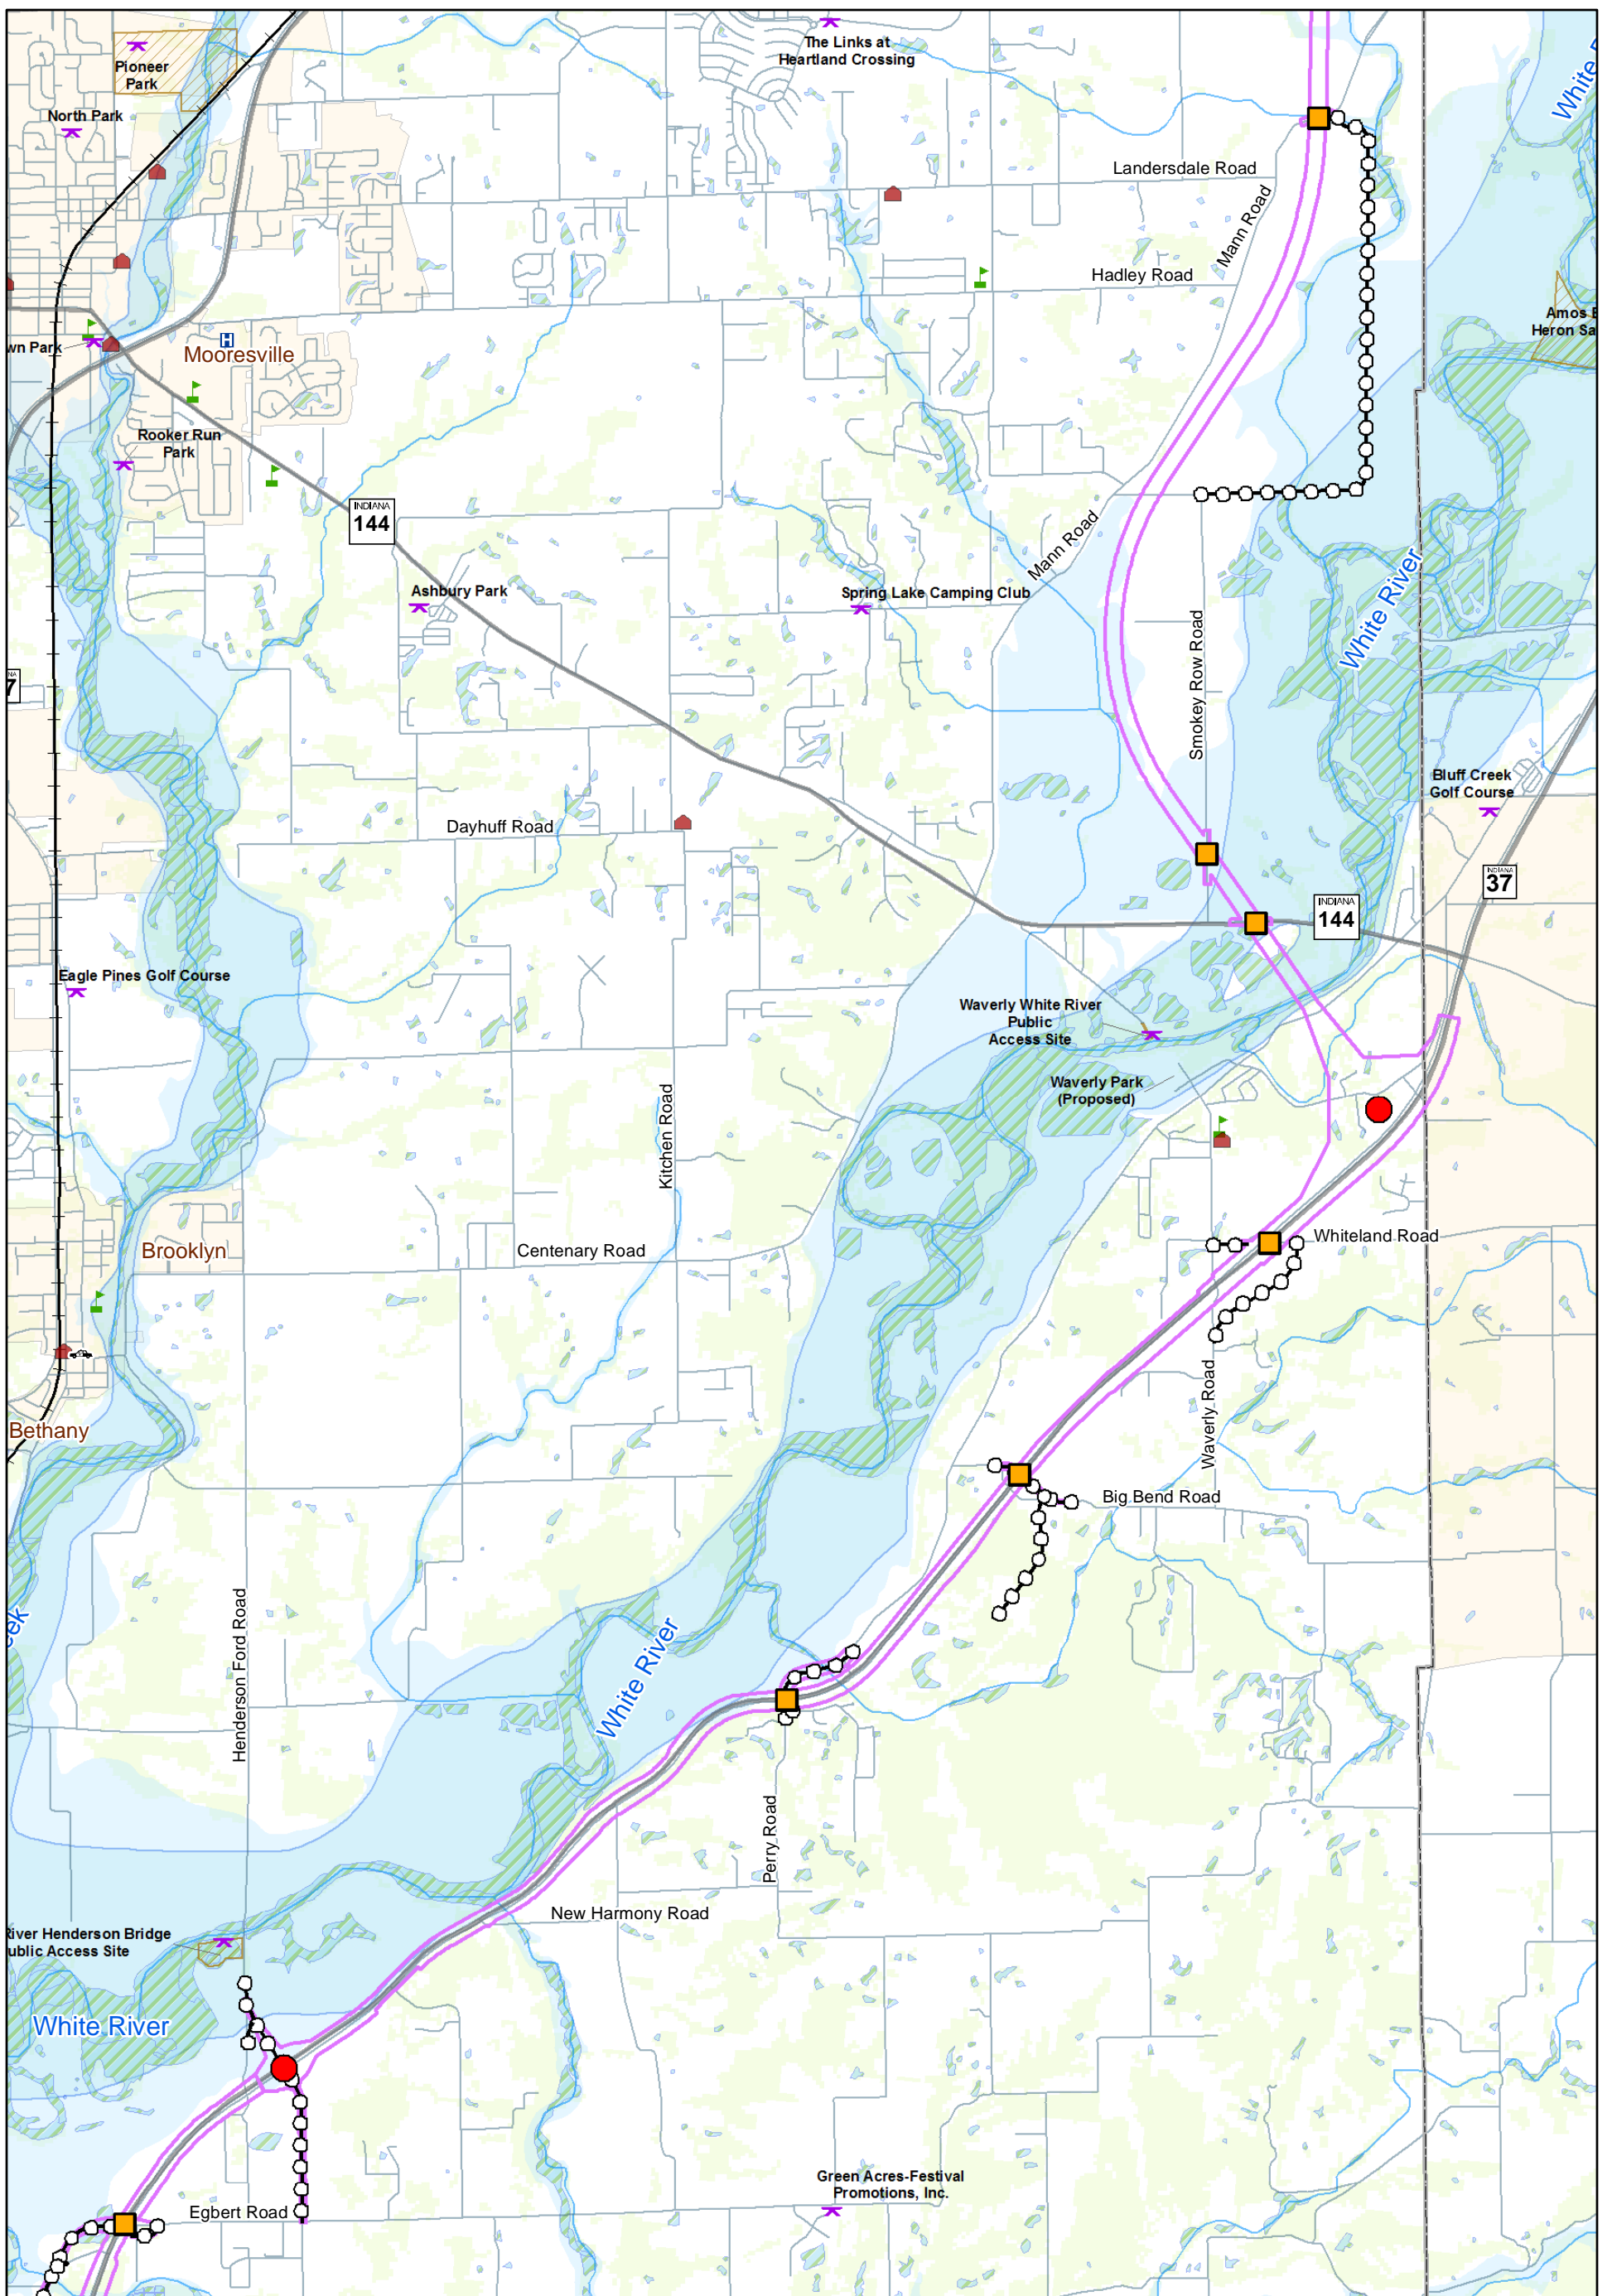 The Links at
Heartland Crossing
Pioneer
Park
North Park
White
Landersdale Road
Mann Road
Hadley Road
Amos
Heron Sa
wn Park
H
Mooresville
Rooker Run
Park
INDIANA
144
Mann Road
Ashbury Park
Spring Lake Camping Club
White River
Smokey Row Road
NA
7
Bluff Creek
Golf Course
Dayhuff Road
INDIANA
37
INDIANA
144
Eagle Pines Golf Course
Waverly White River
Public
Access Site
Waverly Park
(Proposed)
Kitchen Road
Whiteland Road
Centenary Road
Brooklyn
Waverly Road
Bethany
Big Bend Road
Henderson Ford Road
eek
White River
Perry Road
New Harmony Road
River Henderson Bridge
ublic Access Site
White River
Green Acres-Festival
Promotions, Inc.
Egbert Road